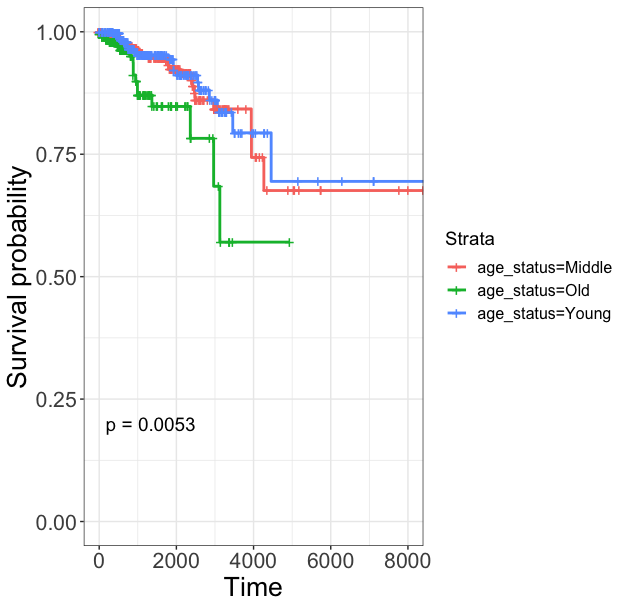 Survival probability
1.00
0.75
0.50
0.25
0.00
p = 0.0053
0 2000 4000 6000 8000
Time
Strata
age_status=Middle
age_status=Old
age_status=Young